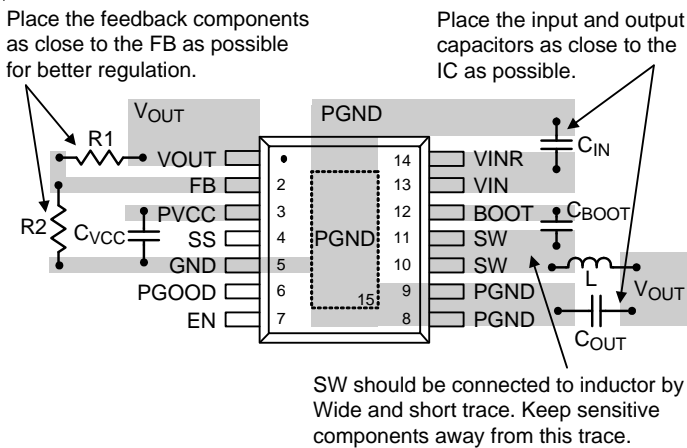 Place the feedback components
as close to the FB as possible
for better regulation.
Place the input and output
capacitors as close to the
IC as possible.
VOUT
PGND
R1
CIN
VOUT
14
VINR
FB
2
13
VIN
PVCC
3
12
BOOT
CBOOT
R2
CVCC
SS
4
PGND
11
SW
GND
5
10
SW
L
VOUT
PGOOD
6
15
9
PGND
EN
7
8
PGND
COUT
SW should be connected to inductor by
Wide and short trace. Keep sensitive
components away from this trace.